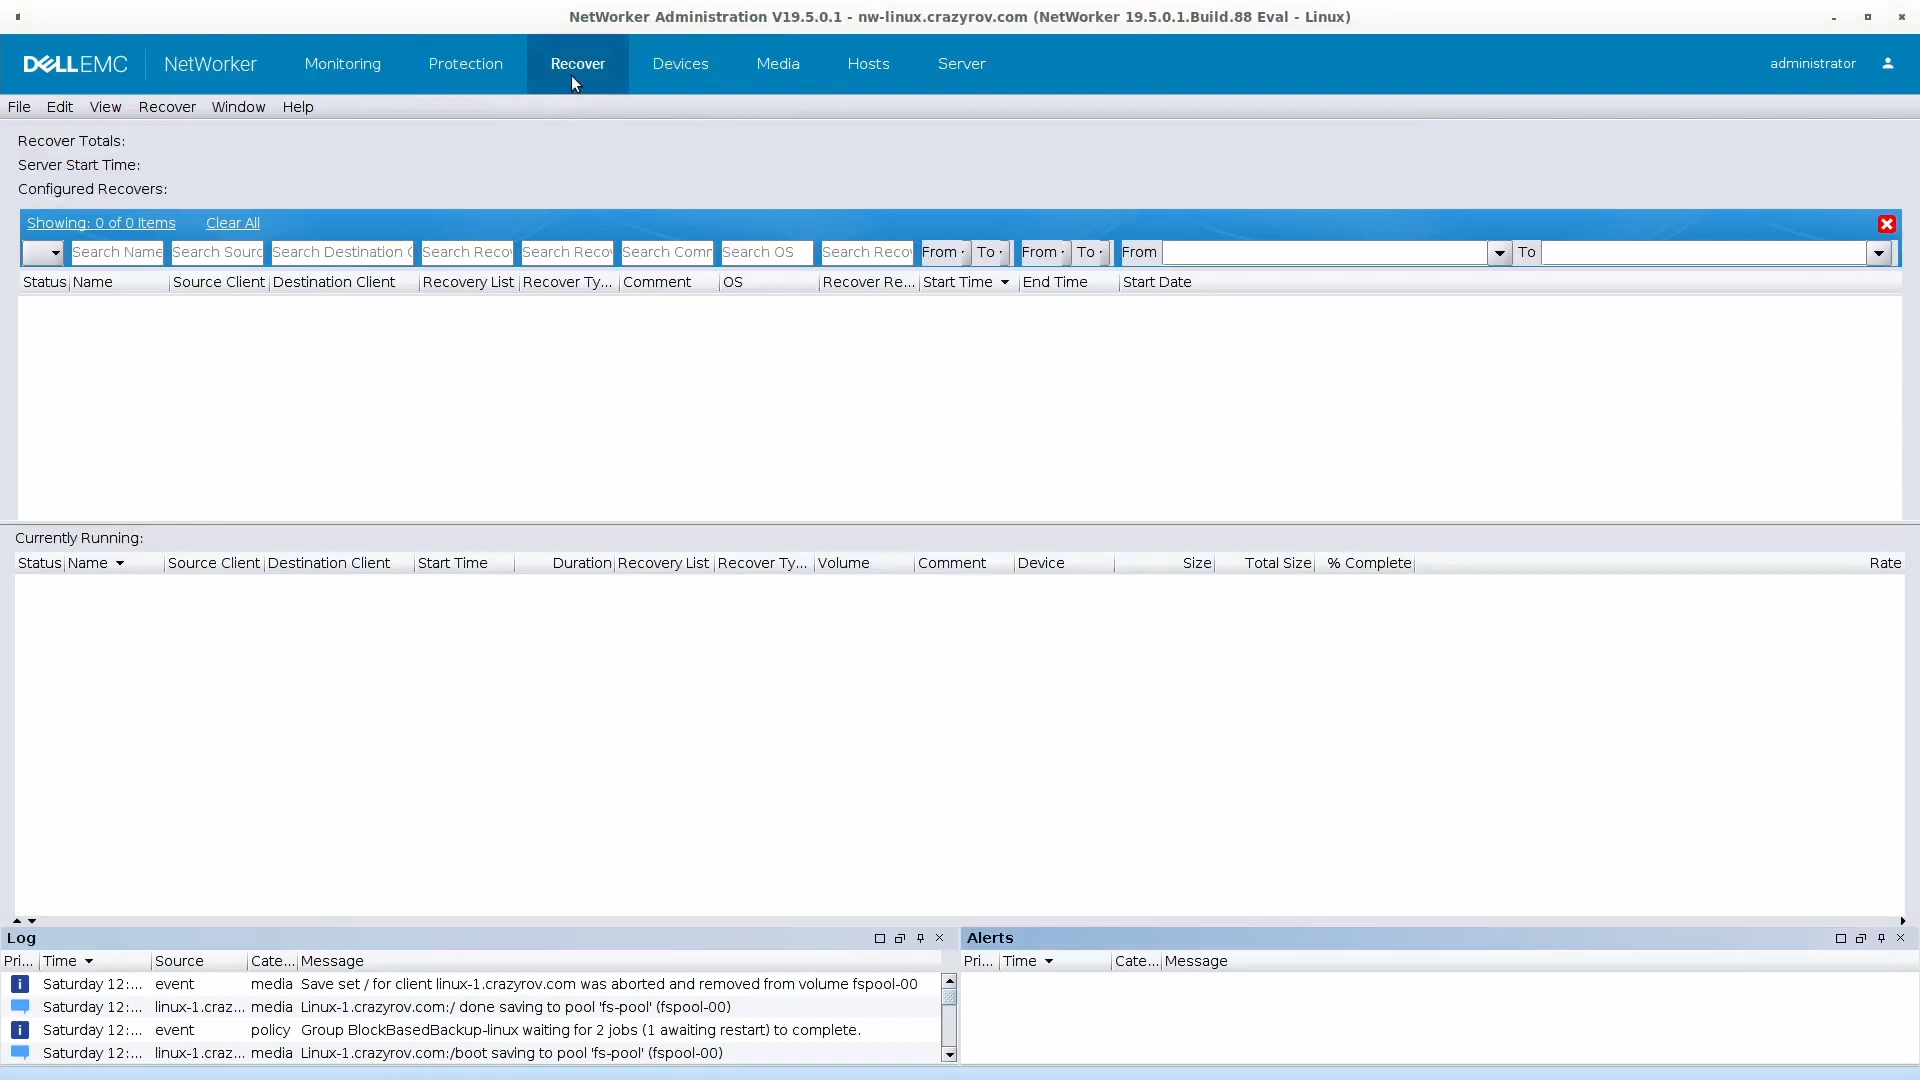 NetWorker Administration V19.5.0.1 - nw-linux.crazyrov.com (NetWorker 19.5.0.1.Build.88 Eval - Linux)
DELLEMC NetWorker Monitoring Protection Recover Devices Media Hosts Server administrator
File Edit View Recover Window Help
Recover Totals:
Server Start Time:
Configured Recovers:
Showing: 0 of 0 Items Clear All
Search Name Search Sourc Search Destination C Search Reco Search Reco Search Comm Search OS Search Reco From To From To From To
Status Name Source Client Destination Client Recovery List Recover Ty... Comment OS Recover Re... Start Time End Time Start Date
Currently Running:
Status Name Source Client Destination Client Start Time Duration Recovery List Recover Ty... Volume Comment Device Size Total Size % Complete Rate
Log
Pri... Time Source Cate... Message
Saturday 12:... event media Save set / for client linux-1.crazyrov.com was aborted and removed from volume fspool-00
Saturday 12:... linux-1.craz... media Linux-1.crazyrov.com:/ done saving to pool 'fs-pool' (fspool-00)
Saturday 12:... event policy Group BlockBasedBackup-linux waiting for 2 jobs (1 awaiting restart) to complete.
Saturday 12:... linux-1.craz... media Linux-1.crazyrov.com:/boot saving to pool 'fs-pool' (fspool-00)
Alerts
Pri... Time Cate... Message